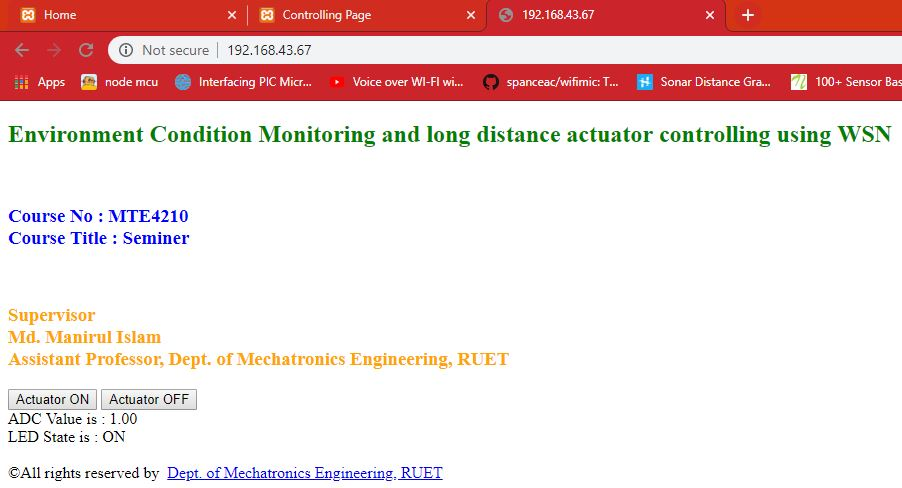 Home
Controlling Page
192.168.43.67
Not secure 192.168.43.67
Apps node mcu Interfacing PIC Micr... Voice over WI-FI wi... spanceac/wifimic: T... Sonar Distance Gra... 100+ Sensor Bas
Environment Condition Monitoring and long distance actuator controlling using WSN
Course No : MTE4210
Course Title : Seminer
Supervisor
Md. Manirul Islam
Assistant Professor, Dept. of Mechatronics Engineering, RUET
Actuator ON Actuator OFF
ADC Value is : 1.00
LED State is : ON
©All rights reserved by Dept. of Mechatronics Engineering, RUET